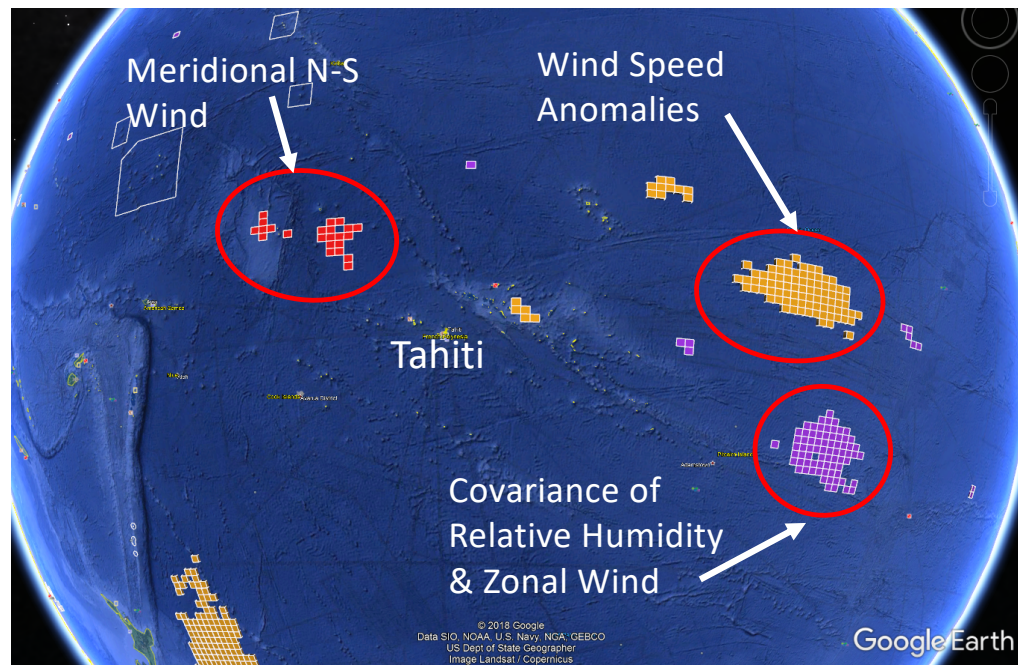 Meridional N-S
Wind
Wind Speed
Anomalies
Tahiti
Adamstown
Covariance of
Relative Humidity
& Zonal Wind
© 2018 Google
Data SIO, NOAA, U.S. Navy, NGA, GEBCO
US Dept of State Geographer
Image Landsat / Copernicus
Google Earth